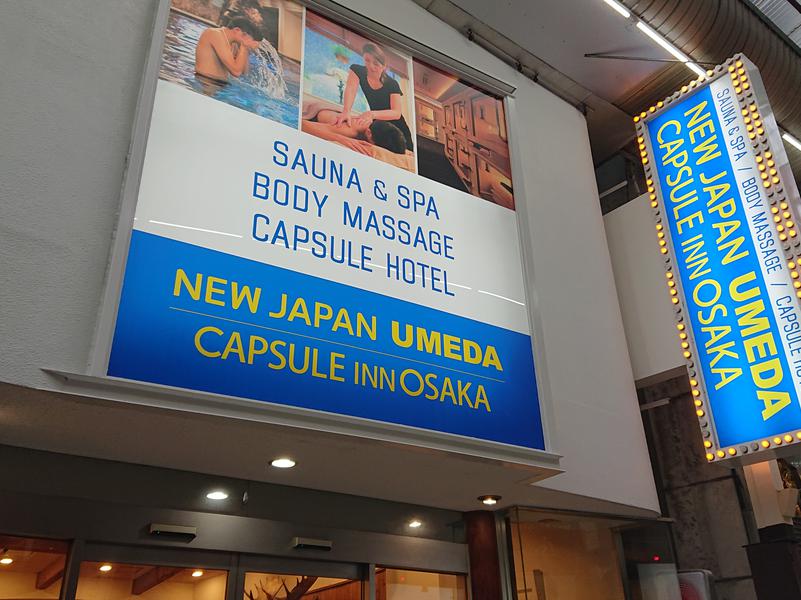 SAUNA & SPA
BODY MASSAGE
CAPSULE HOTEL
NEW JAPAN UMEDA
CAPSULE INN OSAKA
SAUNA & SPA / BODY MASSAGE / CAPSULE HO
NEW JAPAN UMEDA
CAPSULE INN OSAKA